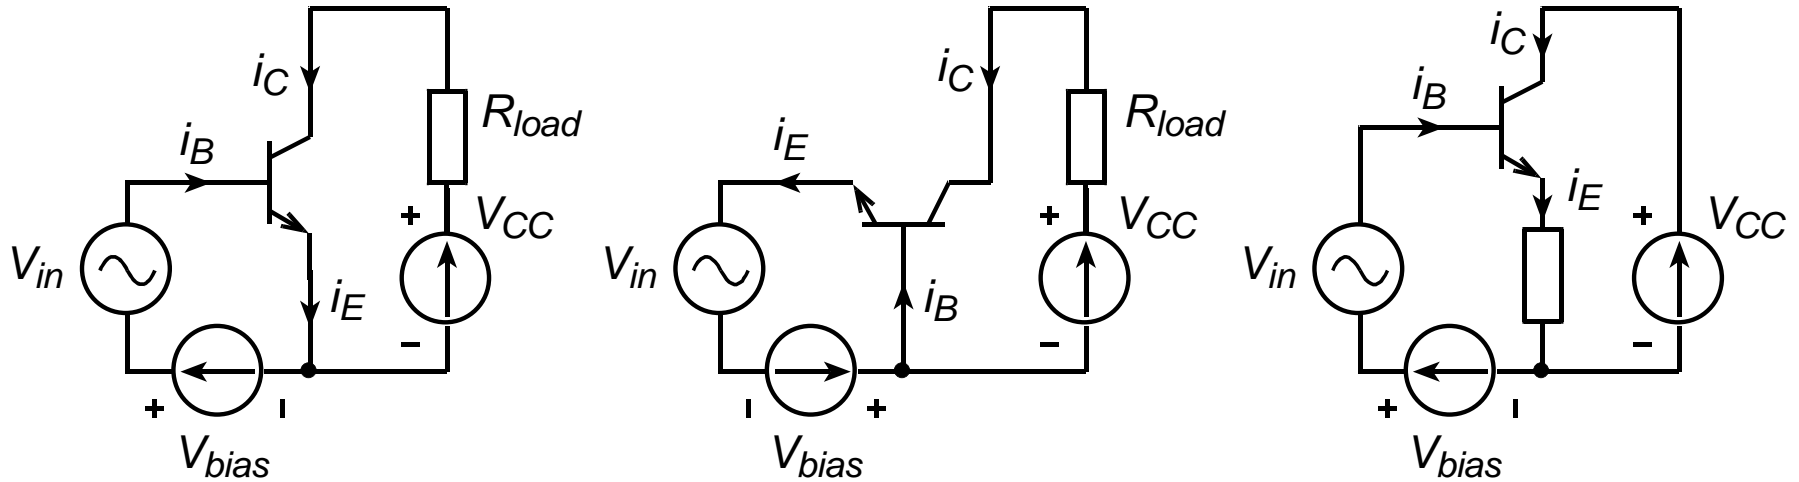 iC
Rload
iB
+
VCC
Vin
iE
−
+ −
Vbias
iC
Rload
iE
+
VCC
Vin
iB
−
− +
Vbias
iC
iB
iE
+
VCC
Vin
−
+ −
Vbias